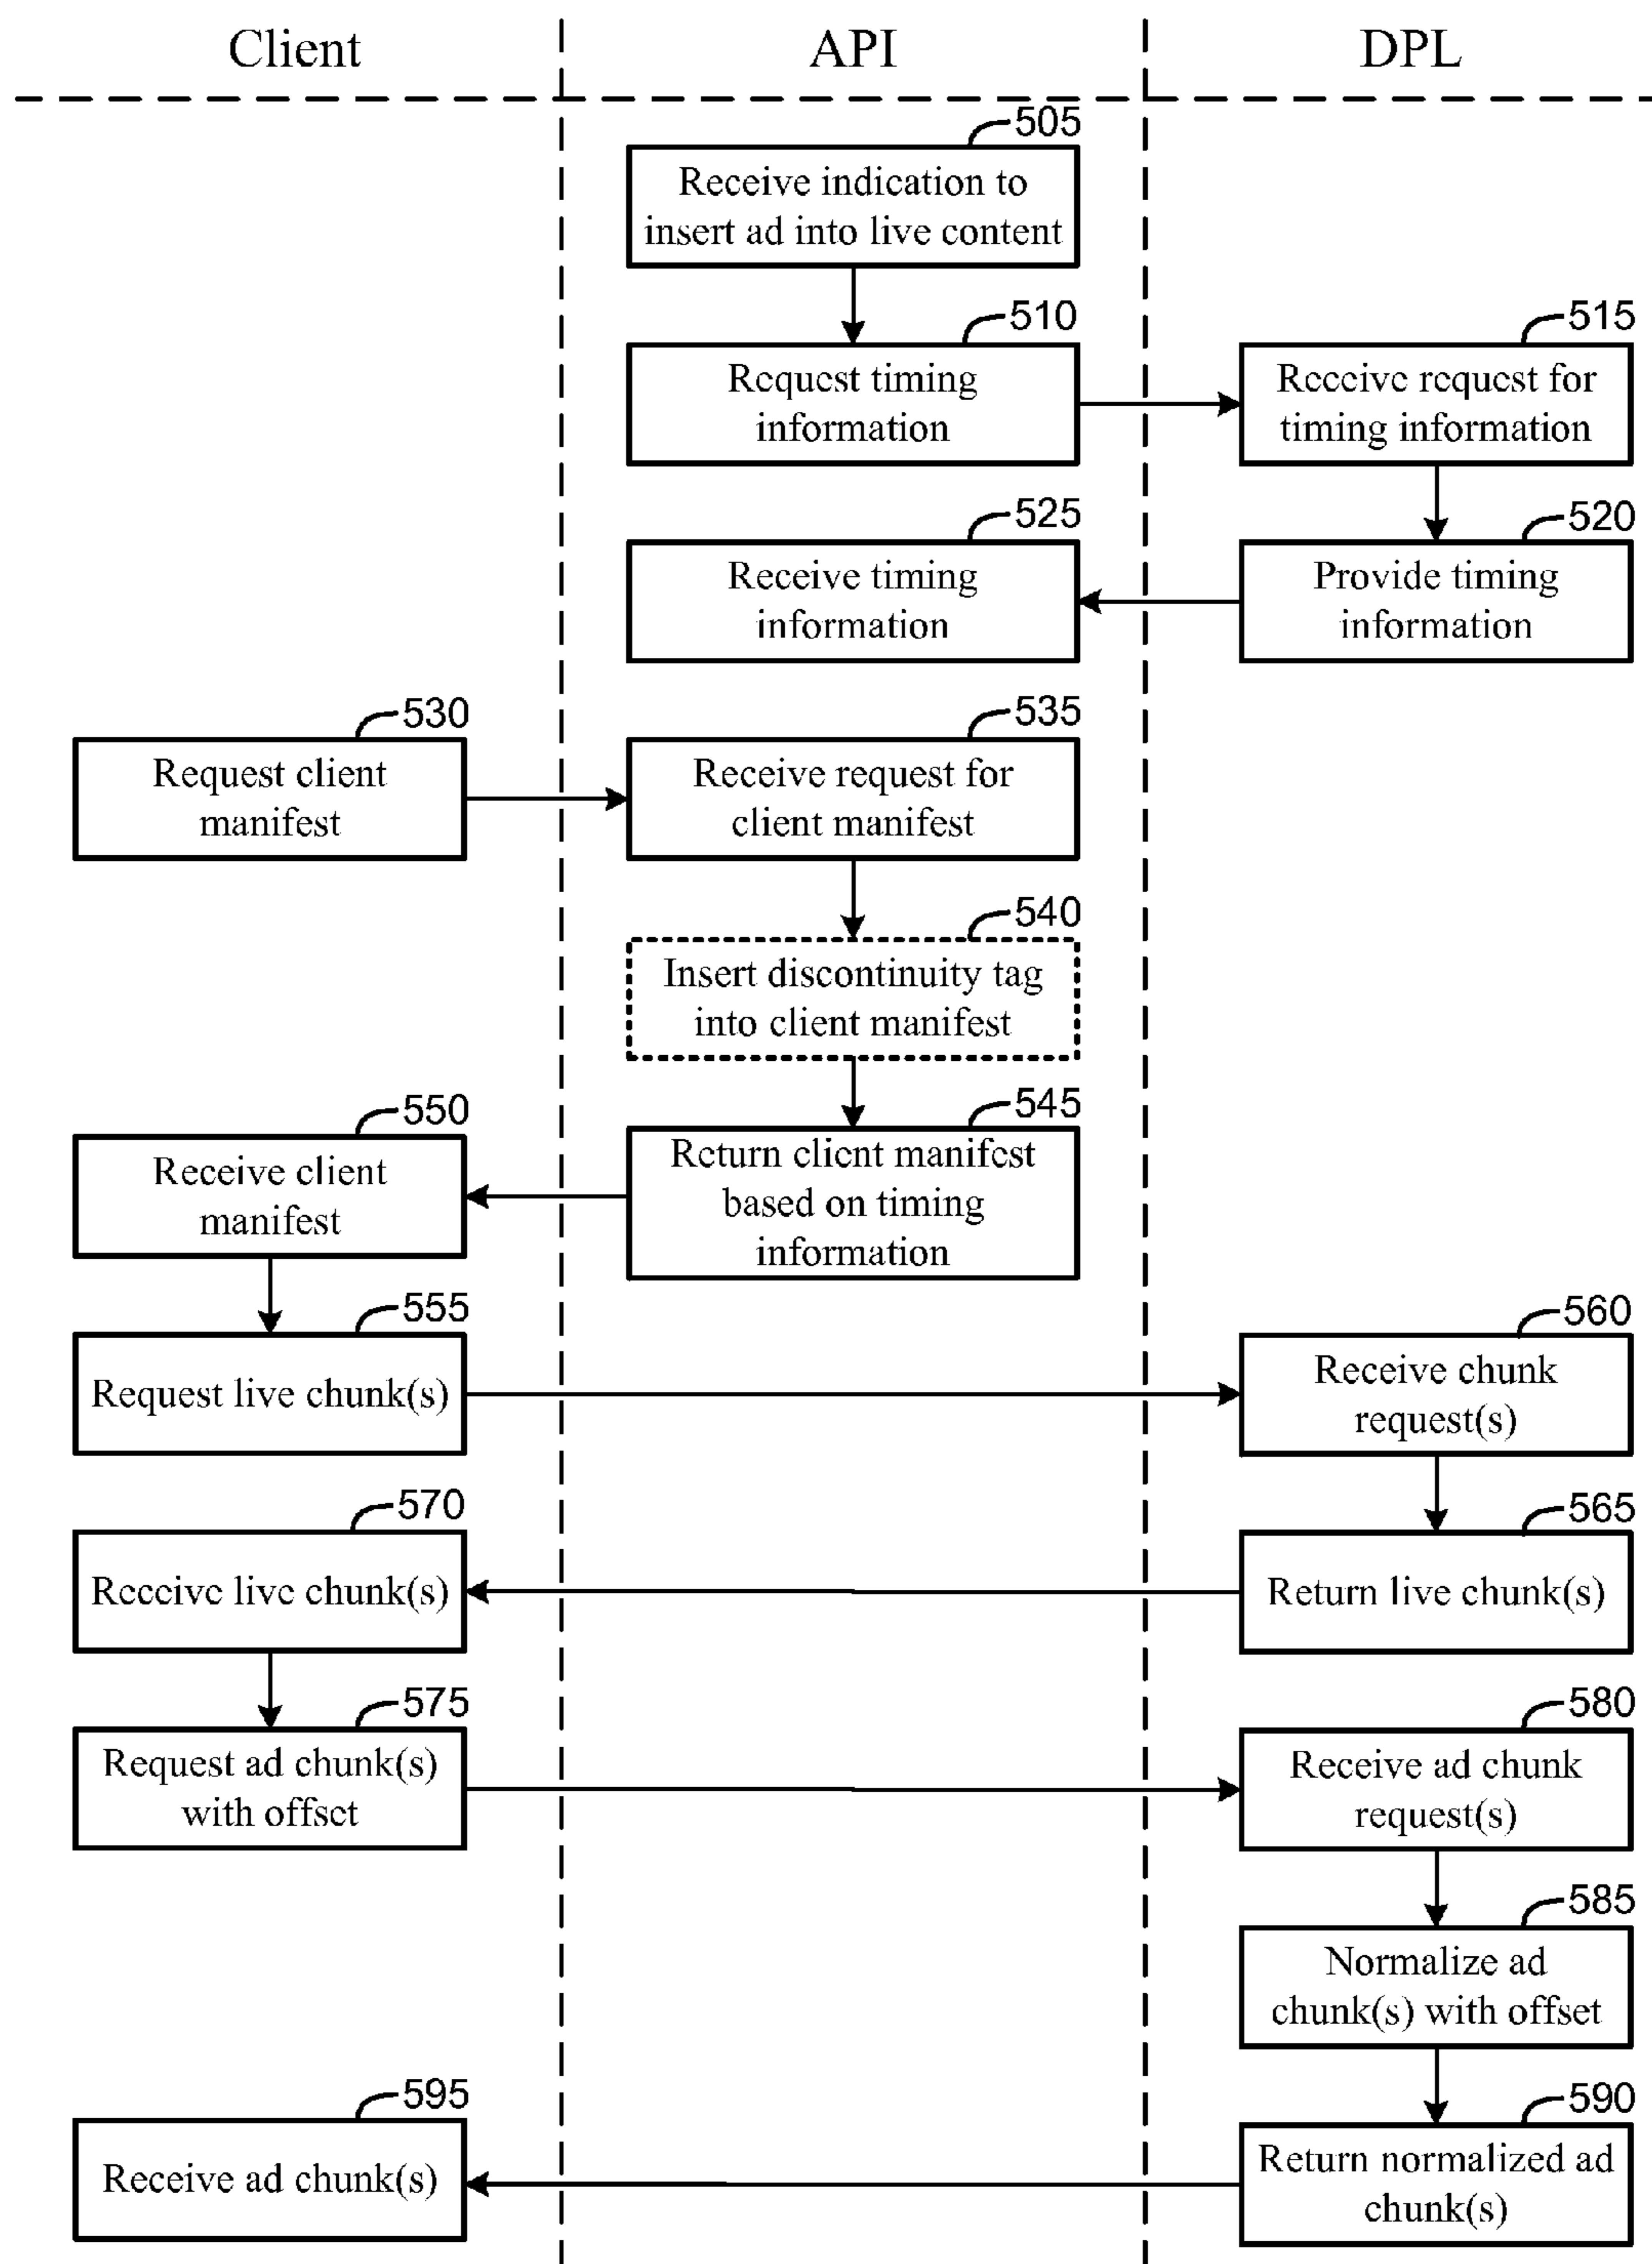 Client
API
DPL
505
Receive indication to
insert ad into live content
510
Request timing
information
515
Receive request for
timing information
520
Provide timing
information
525
Receive timing
information
530
Request client
manifest
535
Receive request for
client manifest
540
Insert discontinuity tag
into client manifest
545
Return client manifest
based on timing
information
550
Receive client
manifest
555
Request live chunk(s)
560
Receive chunk
request(s)
565
Return live chunk(s)
570
Receive live chunk(s)
575
Request ad chunk(s)
with offset
580
Receive ad chunk
request(s)
585
Normalize ad
chunk(s) with offset
590
Return normalized ad
chunk(s)
595
Receive ad chunk(s)